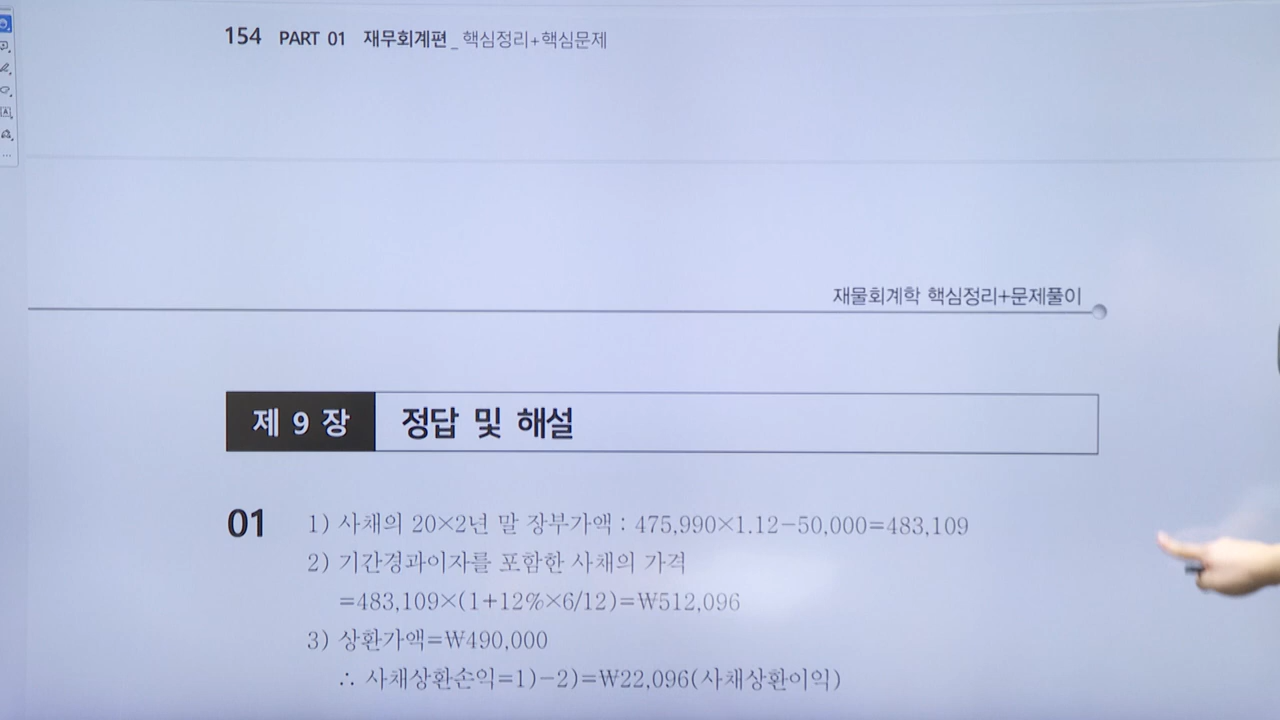 154 PART 01 재무회계편_핵심정리+핵심문제
재물회계학 핵심정리+문제풀이
제 9 장 정답 및 해설
01 1) 사채의 20×2년 말 장부가액 : 475,990×1.12-50,000=483,109
2) 기간경과이자를 포함한 사채의 가격
=483,109×(1+12%×6/12)=₩512,096
3) 상환가액=₩490,000
∴ 사채상환손익=1)-2)=₩22,096(사채상환이익)